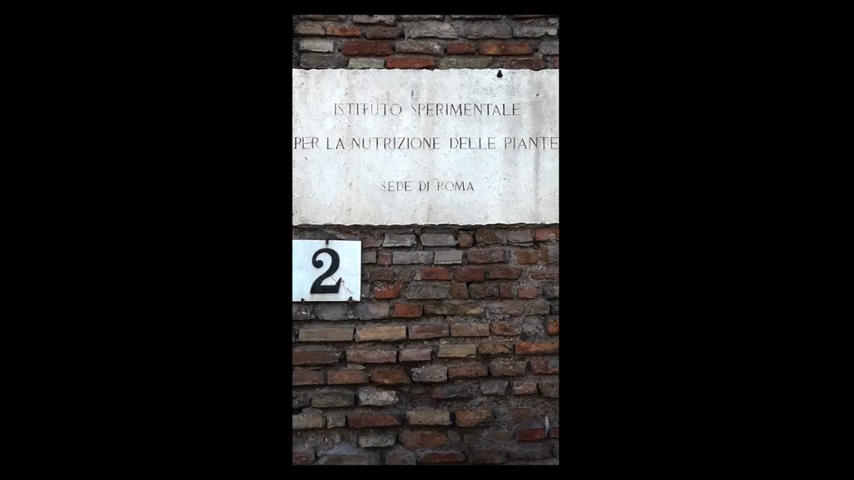 ISTITUTO SPERIMENTALE
PER LA NUTRIZIONE DELLE PIANTE
SEDE DI ROMA
2